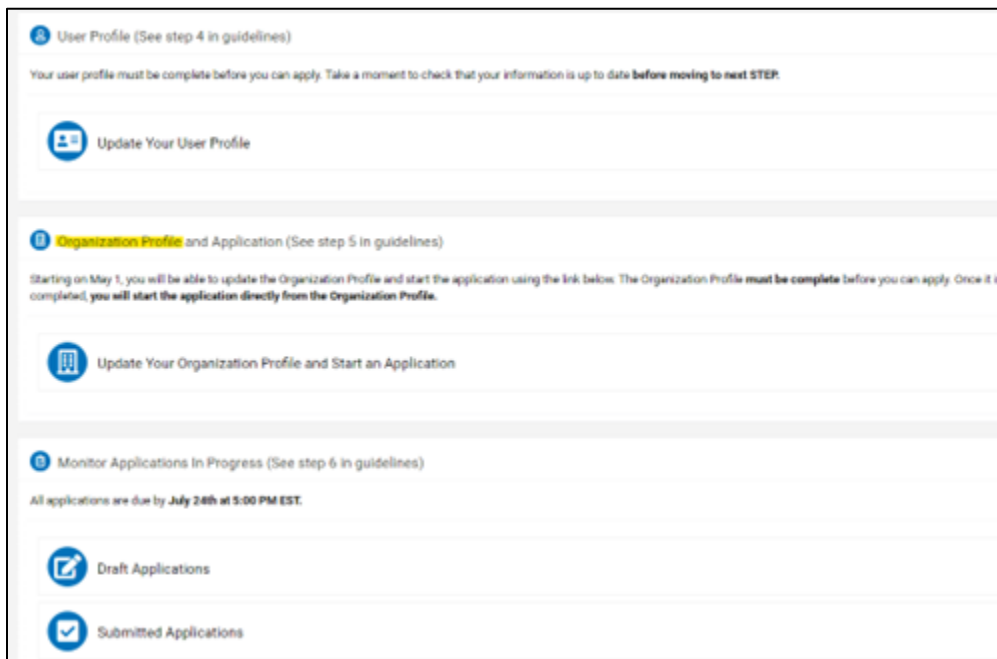 User Profile (See step 4 in guidelines)
Your user profile must be complete before you can apply. Take a moment to check that your information is up to date before moving to next STEP.
Update Your User Profile
Organization Profile and Application (See step 5 in guidelines)
Starting on May 1, you will be able to update the Organization Profile and start the application using the link below. The Organization Profile must be complete before you can apply. Once it
completed, you will start the application directly from the Organization Profile.
Update Your Organization Profile and Start an Application
Monitor Applications In Progress (See step 6 in guidelines)
All applications are due by July 24th at 5:00 PM EST.
Draft Applications
Submitted Applications